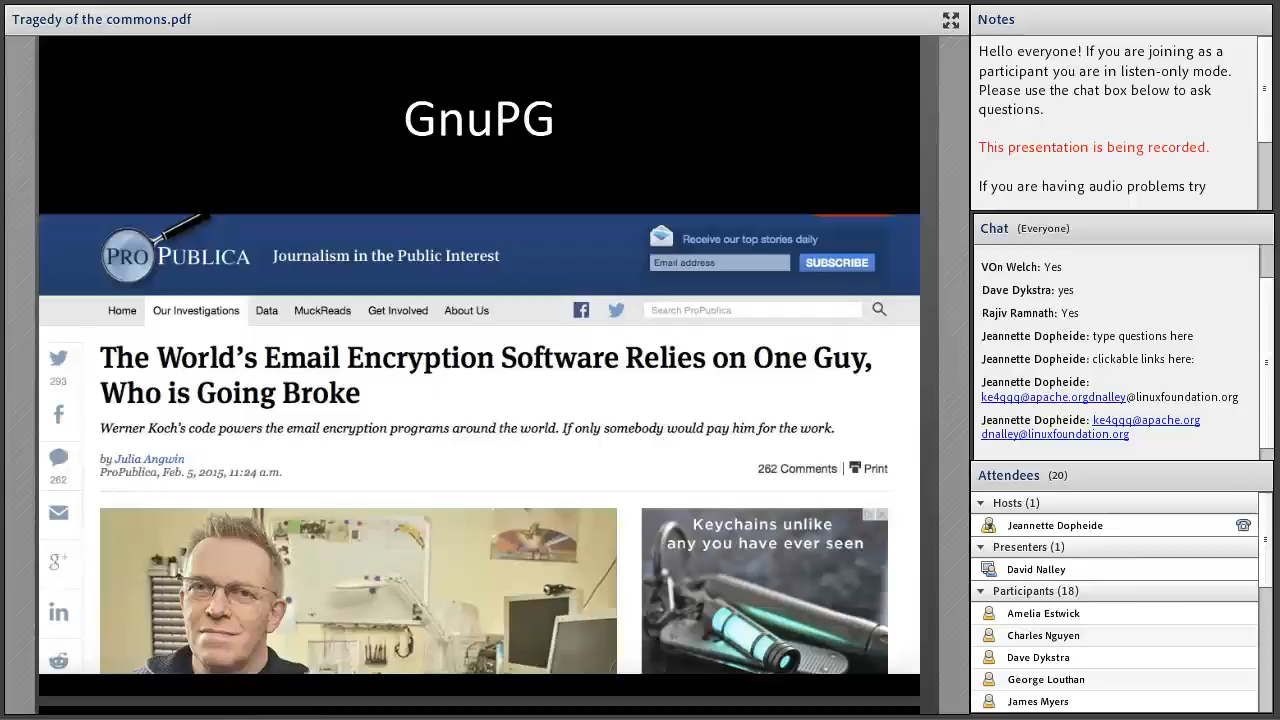 Tragedy of the commons.pdf
GnuPG
PROPUBLICA
Journalism in the Public Interest
Receive our top stories daily
Email address
SUBSCRIBE
Home
Our Investigations
Data
MuckReads
Get Involved
About Us
Search ProPublica
293
262
g+
in
The World's Email Encryption Software Relies on One Guy,
Who is Going Broke
Werner Koch's code powers the email encryption programs around the world. If only somebody would pay him for the work.
by Julia Angwin
ProPublica, Feb. 5, 2015, 11:24 a.m.
262 Comments | Print
Keychains unlike
any you have ever seen
Notes
Hello everyone! If you are joining as a
participant you are in listen-only mode.
Please use the chat box below to ask
questions.
This presentation is being recorded.
If you are having audio problems try
Chat (Everyone)
VOn Welch: Yes
Dave Dykstra: yes
Rajiv Ramnath: Yes
Jeannette Dopheide: type questions here
Jeannette Dopheide: clickable links here:
Jeannette Dopheide:
ke4qqq@apache.orgdnalley@linuxfoundation.org
Jeannette Dopheide: ke4qqq@apache.org
dnalley@linuxfoundation.org
Attendees (20)
Hosts (1)
Jeannette Dopheide
Presenters (1)
David Nalley
Participants (18)
Amelia Estwick
Charles Nguyen
Dave Dykstra
George Louthan
James Myers